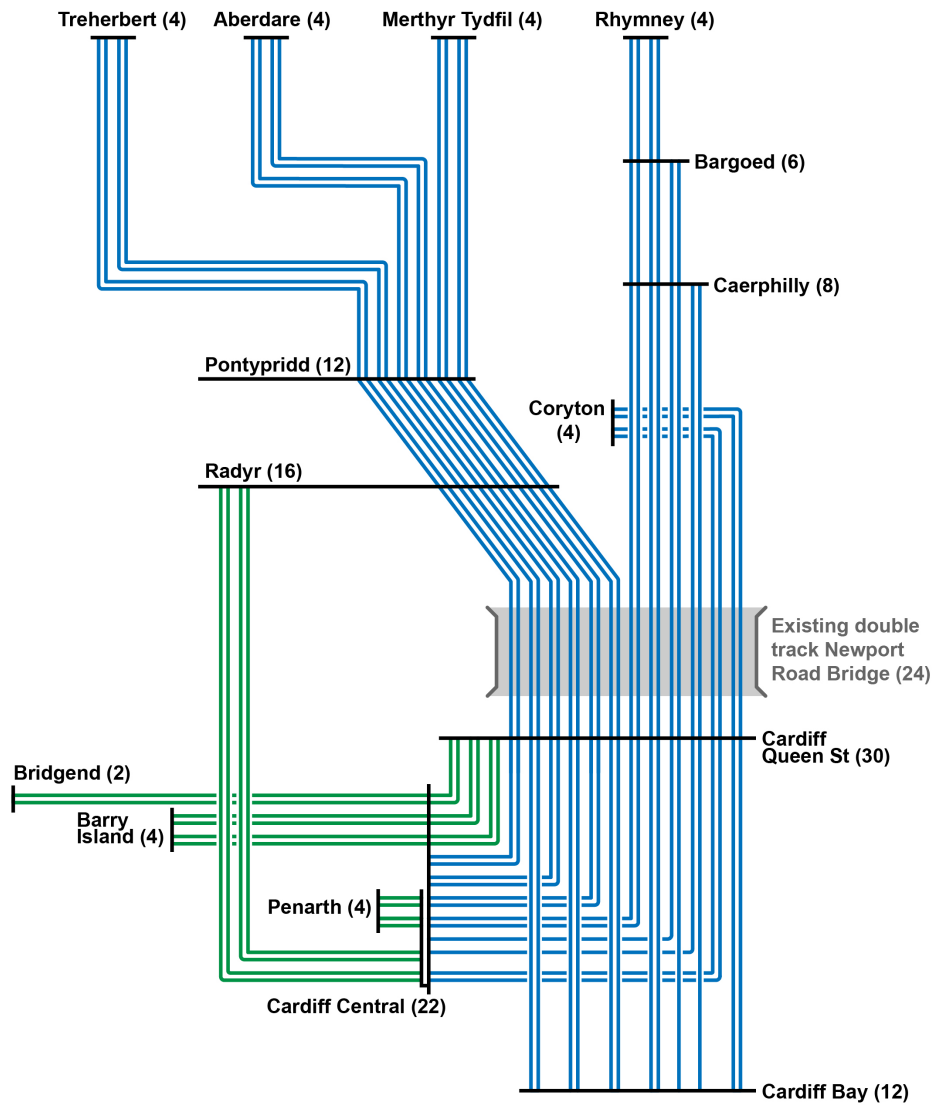 Treherbert (4)
Aberdare (4)
Merthyr Tydfil (4)
Rhymney (4)
Bargoed (6)
Caerphilly (8)
Pontypridd (12)
Coryton
(4)
Radyr (16)
Existing double
track Newport
Road Bridge (24)
Cardiff
Queen St (30)
Bridgend (2)
Barry
Island (4)
Penarth (4)
Cardiff Central (22)
Cardiff Bay (12)